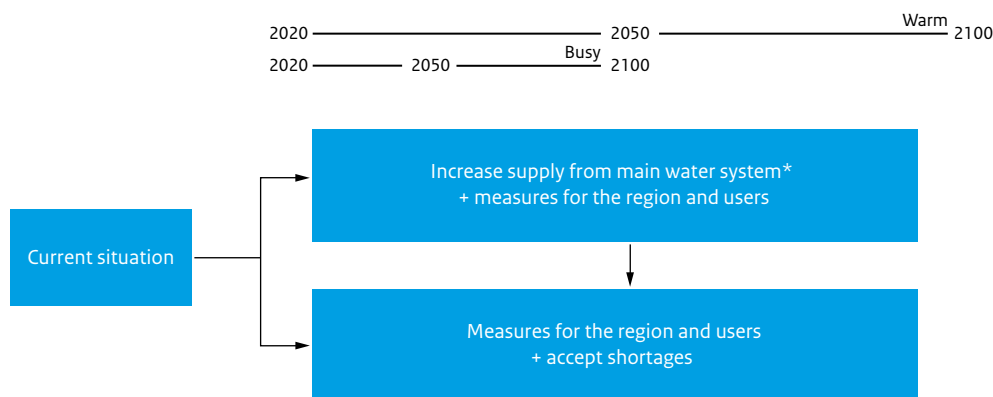 Warm
2020 2050 2100
Busy
2020 2050 2100
Increase supply from main water system*
+ measures for the region and users
Current situation
Measures for the region and users
+ accept shortages